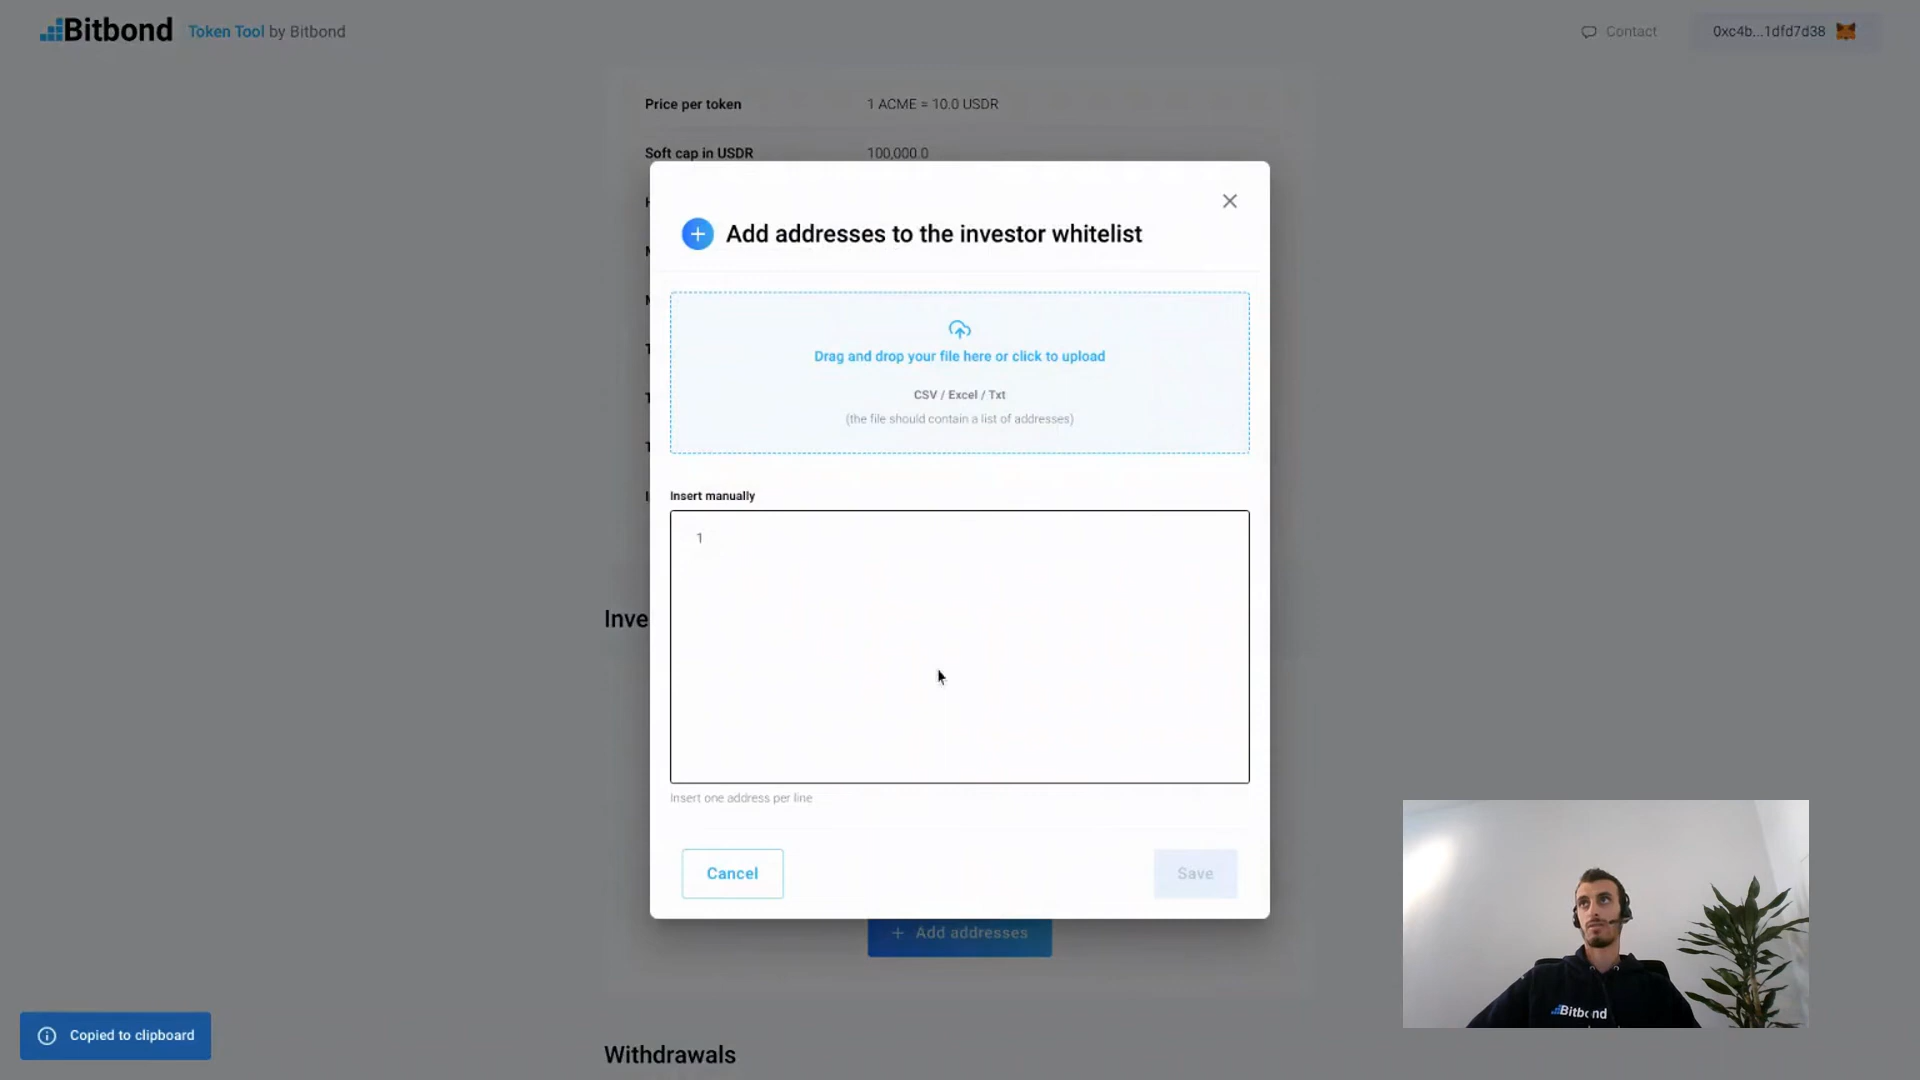 Bitbond Token Tool by Bitbond
Contact
0xc4b...1dfd7d38
Price per token 1 ACME = 10.0 USDR
Soft cap in USDR 100,000.0
Add addresses to the investor whitelist
Drag and drop your file here or click to upload
CSV / Excel / Txt
(the file should contain a list of addresses)
Insert manually
1
Inve
Insert one address per line
Cancel
Save
+ Add addresses
Bitbond
Copied to clipboard
Withdrawals